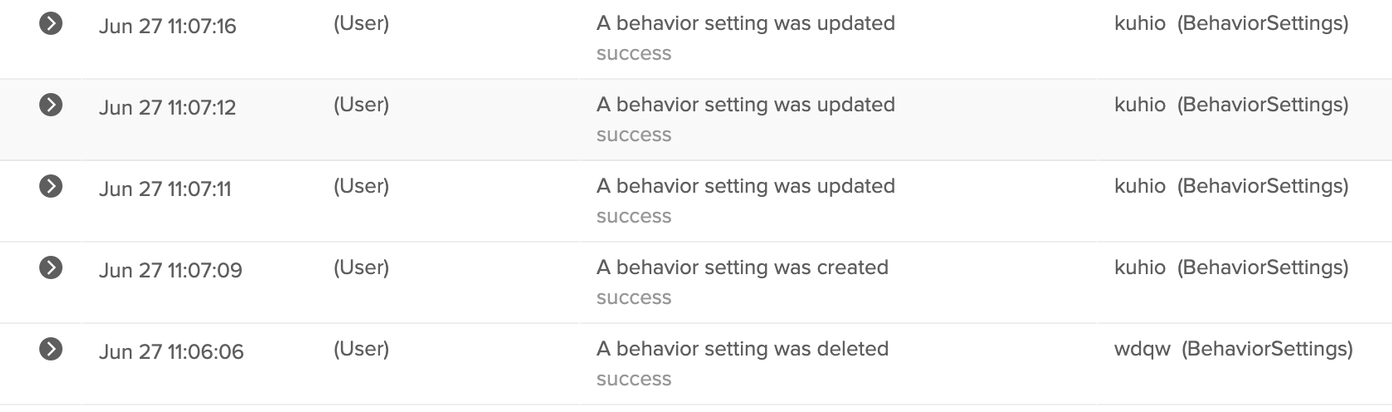 Jun 27 11:07:16 (User) A behavior setting was updated kuhio (BehaviorSettings)
success
Jun 27 11:07:12 (User) A behavior setting was updated kuhio (BehaviorSettings)
success
Jun 27 11:07:11 (User) A behavior setting was updated kuhio (BehaviorSettings)
success
Jun 27 11:07:09 (User) A behavior setting was created kuhio (BehaviorSettings)
success
Jun 27 11:06:06 (User) A behavior setting was deleted wdqw (BehaviorSettings)
success